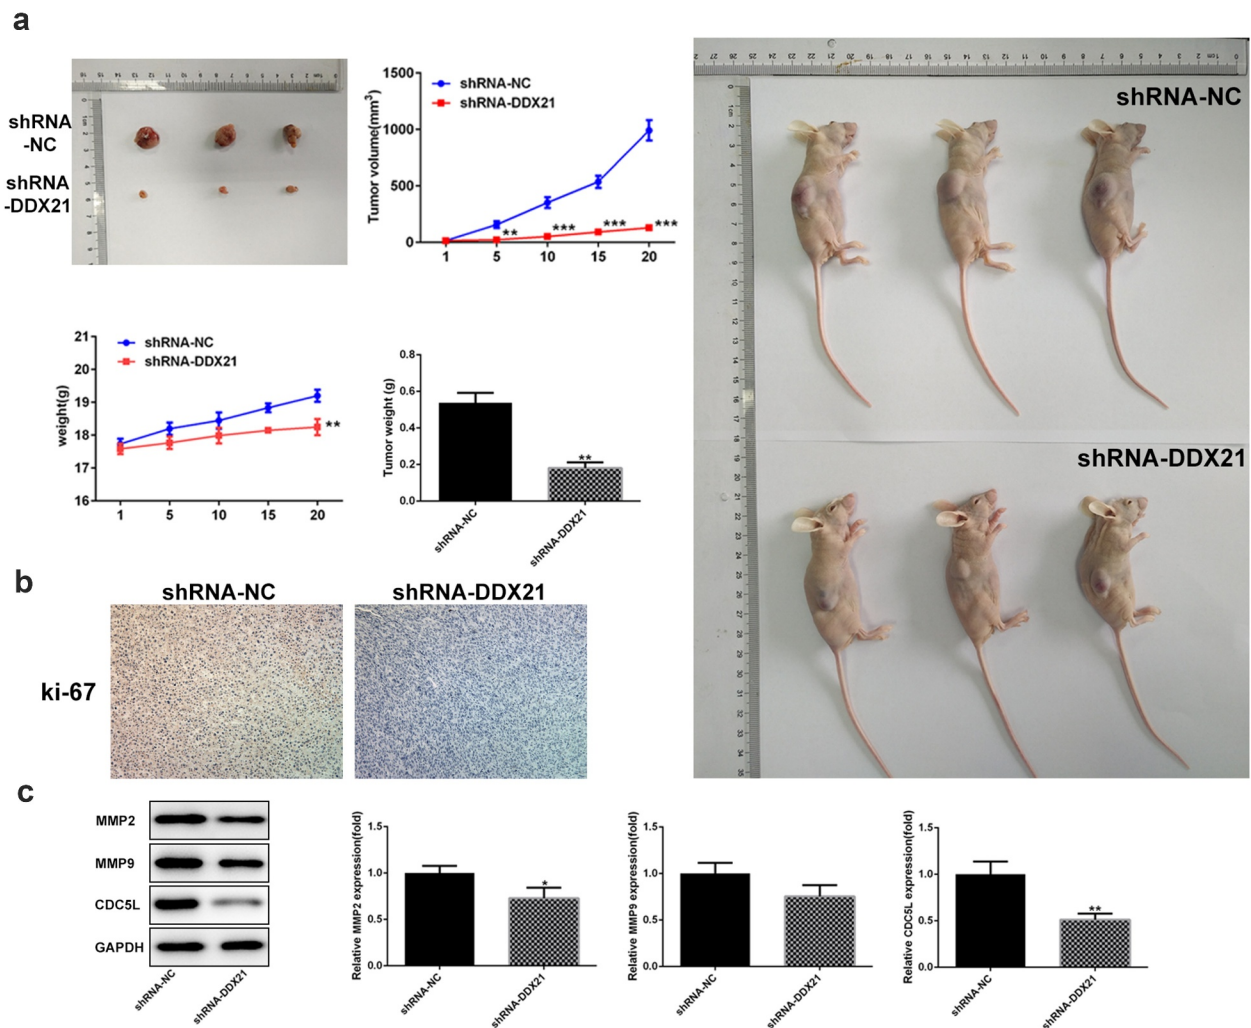 a
shRNA
-NC
shRNA
-DDX21
Tumor volume(mm³)
1500
1000
500
0
shRNA-NC
shRNA-DDX21
**
***
***
***
1 5 10 15 20
weight(g)
21
20
19
18
17
16
shRNA-NC
shRNA-DDX21
**
1 5 10 15 20
Tumor weight (g)
0.8
0.6
0.4
0.2
0.0
**
shRNA-NC
shRNA-DDX21
shRNA-NC
shRNA-DDX21
b
shRNA-NC
shRNA-DDX21
ki-67
c
MMP2
MMP9
CDC5L
GAPDH
shRNA-NC
shRNA-DDX21
Relative MMP2 expression(fold)
1.5
1.0
0.5
0.0
*
shRNA-NC
shRNA-DDX21
Relative MMP9 expression(fold)
1.5
1.0
0.5
0.0
shRNA-NC
shRNA-DDX21
Relative CDC5L expression(fold)
1.5
1.0
0.5
0.0
**
shRNA-NC
shRNA-DDX21